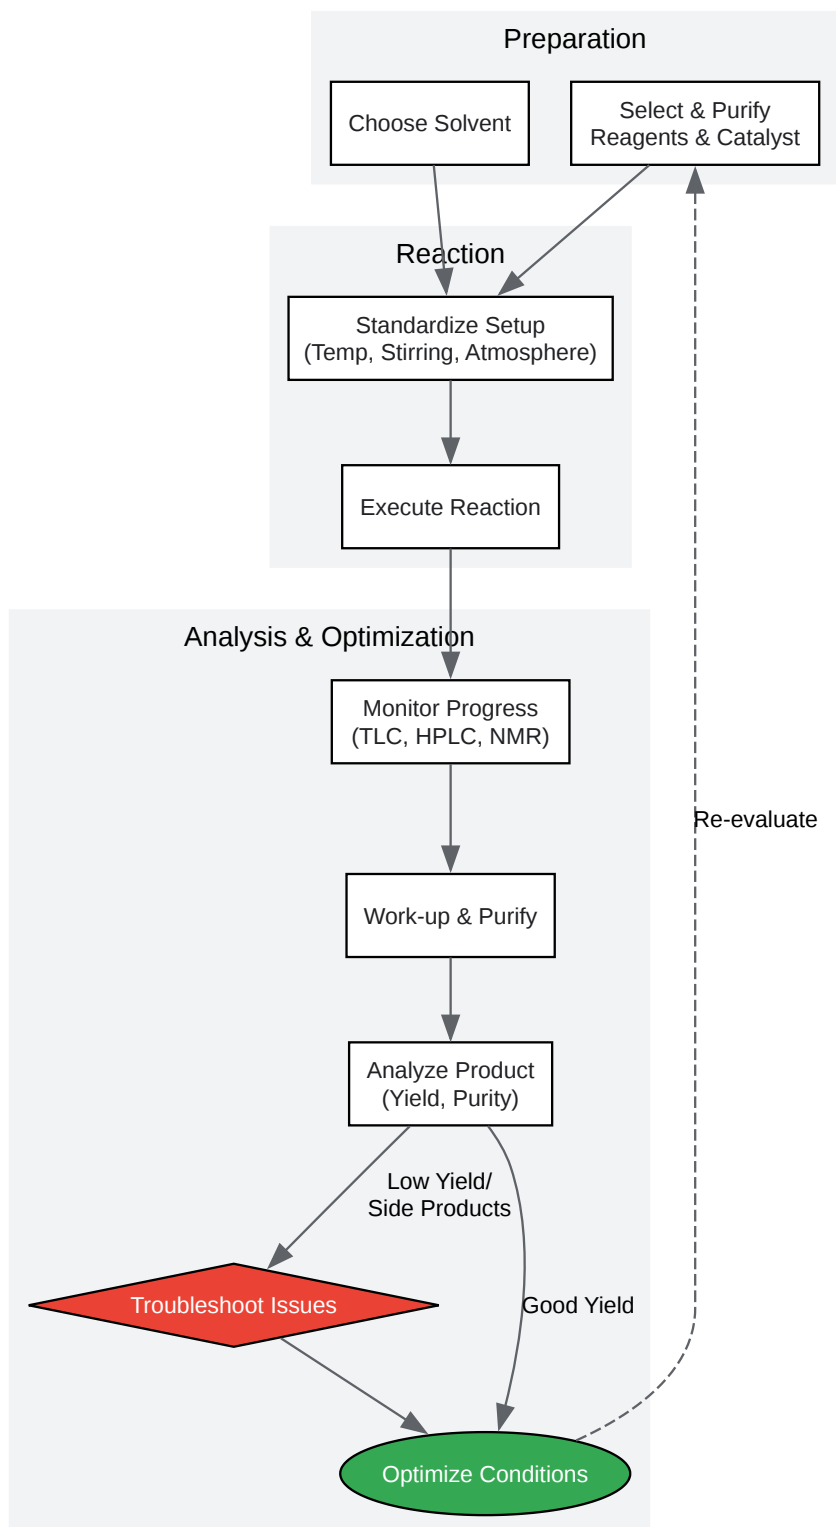 Preparation
Choose Solvent
Select & Purify
Reagents & Catalyst
Reaction
Standardize Setup
(Temp, Stirring, Atmosphere)
Execute Reaction
Analysis & Optimization
Monitor Progress
(TLC, HPLC, NMR)
Re-evaluate
Work-up & Purify
Analyze Product
(Yield, Purity)
Low Yield/
Side Products
Troubleshoot Issues
Good Yield
Optimize Conditions